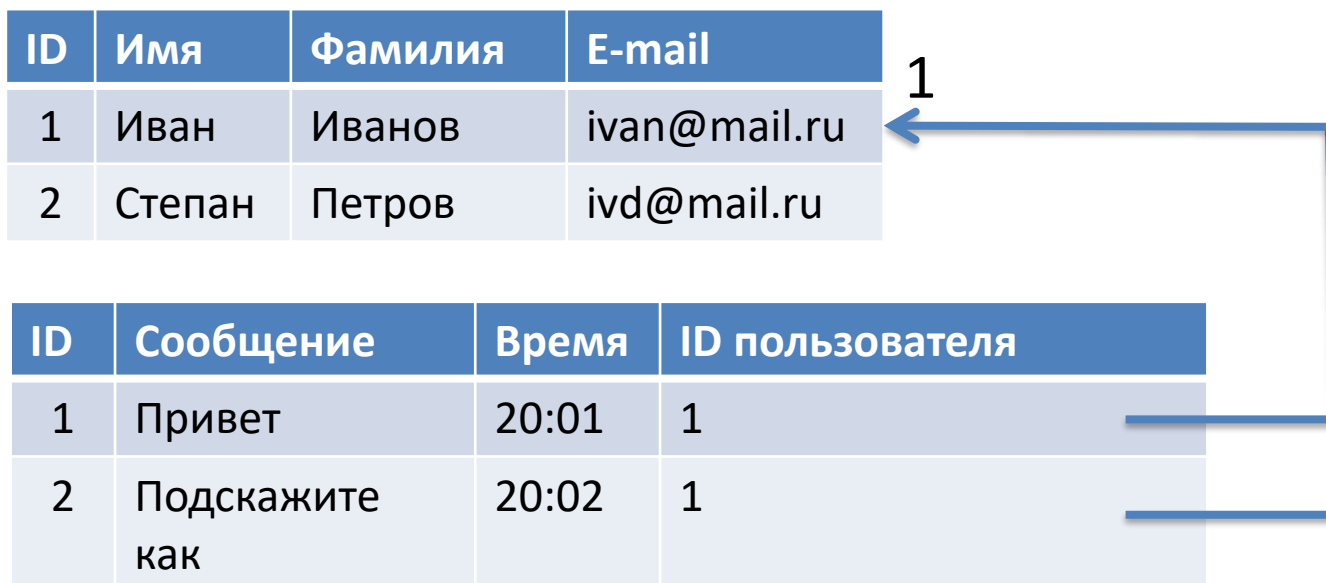 ID Имя Фамилия E-mail
1
1 Иван Иванов ivan@mail.ru
2 Степан Петров ivd@mail.ru
ID Сообщение Время ID пользователя
1 Привет 20:01 1
2 Подскажите 20:02 1
как